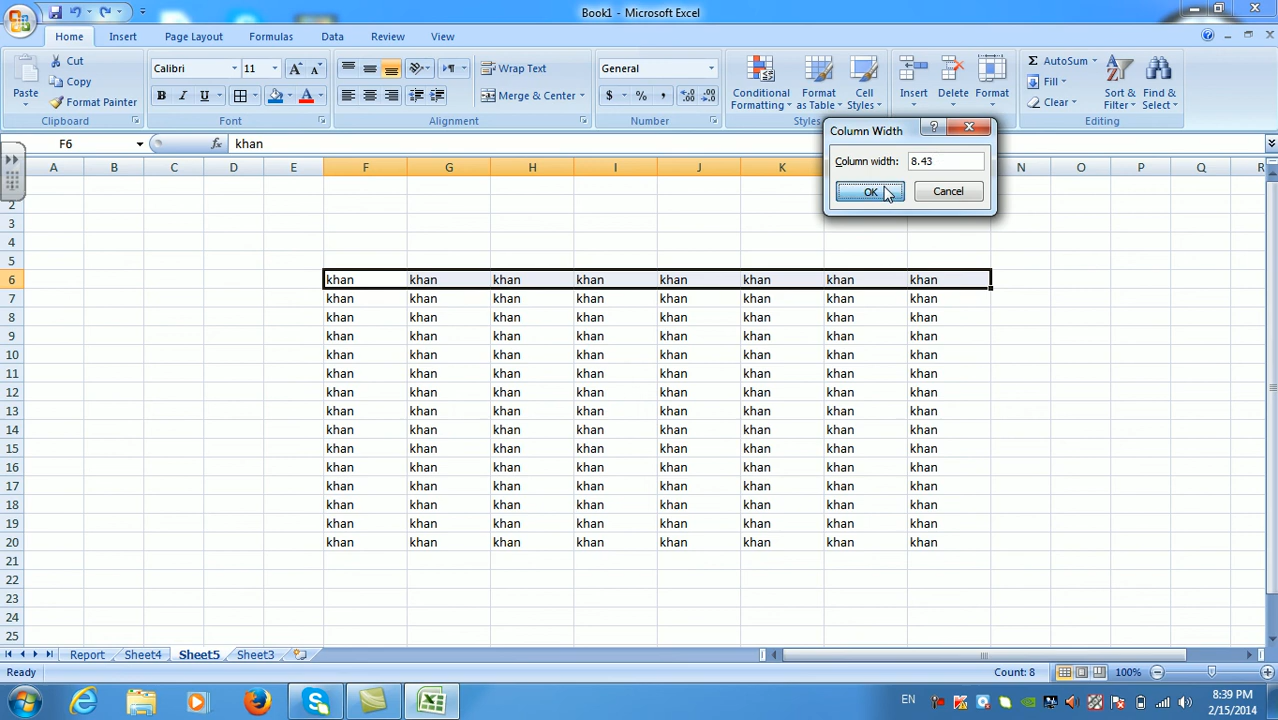 Book1 - Microsoft Excel
Home Insert Page Layout Formulas Data Review View
Paste Cut Calibri 11 Wrap Text General Conditional Formatting Format as Table Cell Styles Insert Delete Format AutoSum Sort & Filter Find & Select
Copy Fill
Format Painter B I U A Merge & Center $ % , Clear
Clipboard Font Alignment Number Styles Editing
F6 fx khan
Column Width
Column width: 8.43
OK Cancel
A B C D E F G H I J K N O P Q R
2
3
4
5
6 khan khan khan khan khan khan khan khan
7 khan khan khan khan khan khan khan khan
8 khan khan khan khan khan khan khan khan
9 khan khan khan khan khan khan khan khan
10 khan khan khan khan khan khan khan khan
11 khan khan khan khan khan khan khan khan
12 khan khan khan khan khan khan khan khan
13 khan khan khan khan khan khan khan khan
14 khan khan khan khan khan khan khan khan
15 khan khan khan khan khan khan khan khan
16 khan khan khan khan khan khan khan khan
17 khan khan khan khan khan khan khan khan
18 khan khan khan khan khan khan khan khan
19 khan khan khan khan khan khan khan khan
20 khan khan khan khan khan khan khan khan
21
22
23
24
25
Report Sheet4 Sheet5 Sheet3
Ready Count: 8 100%
EN 8:39 PM
2/15/2014